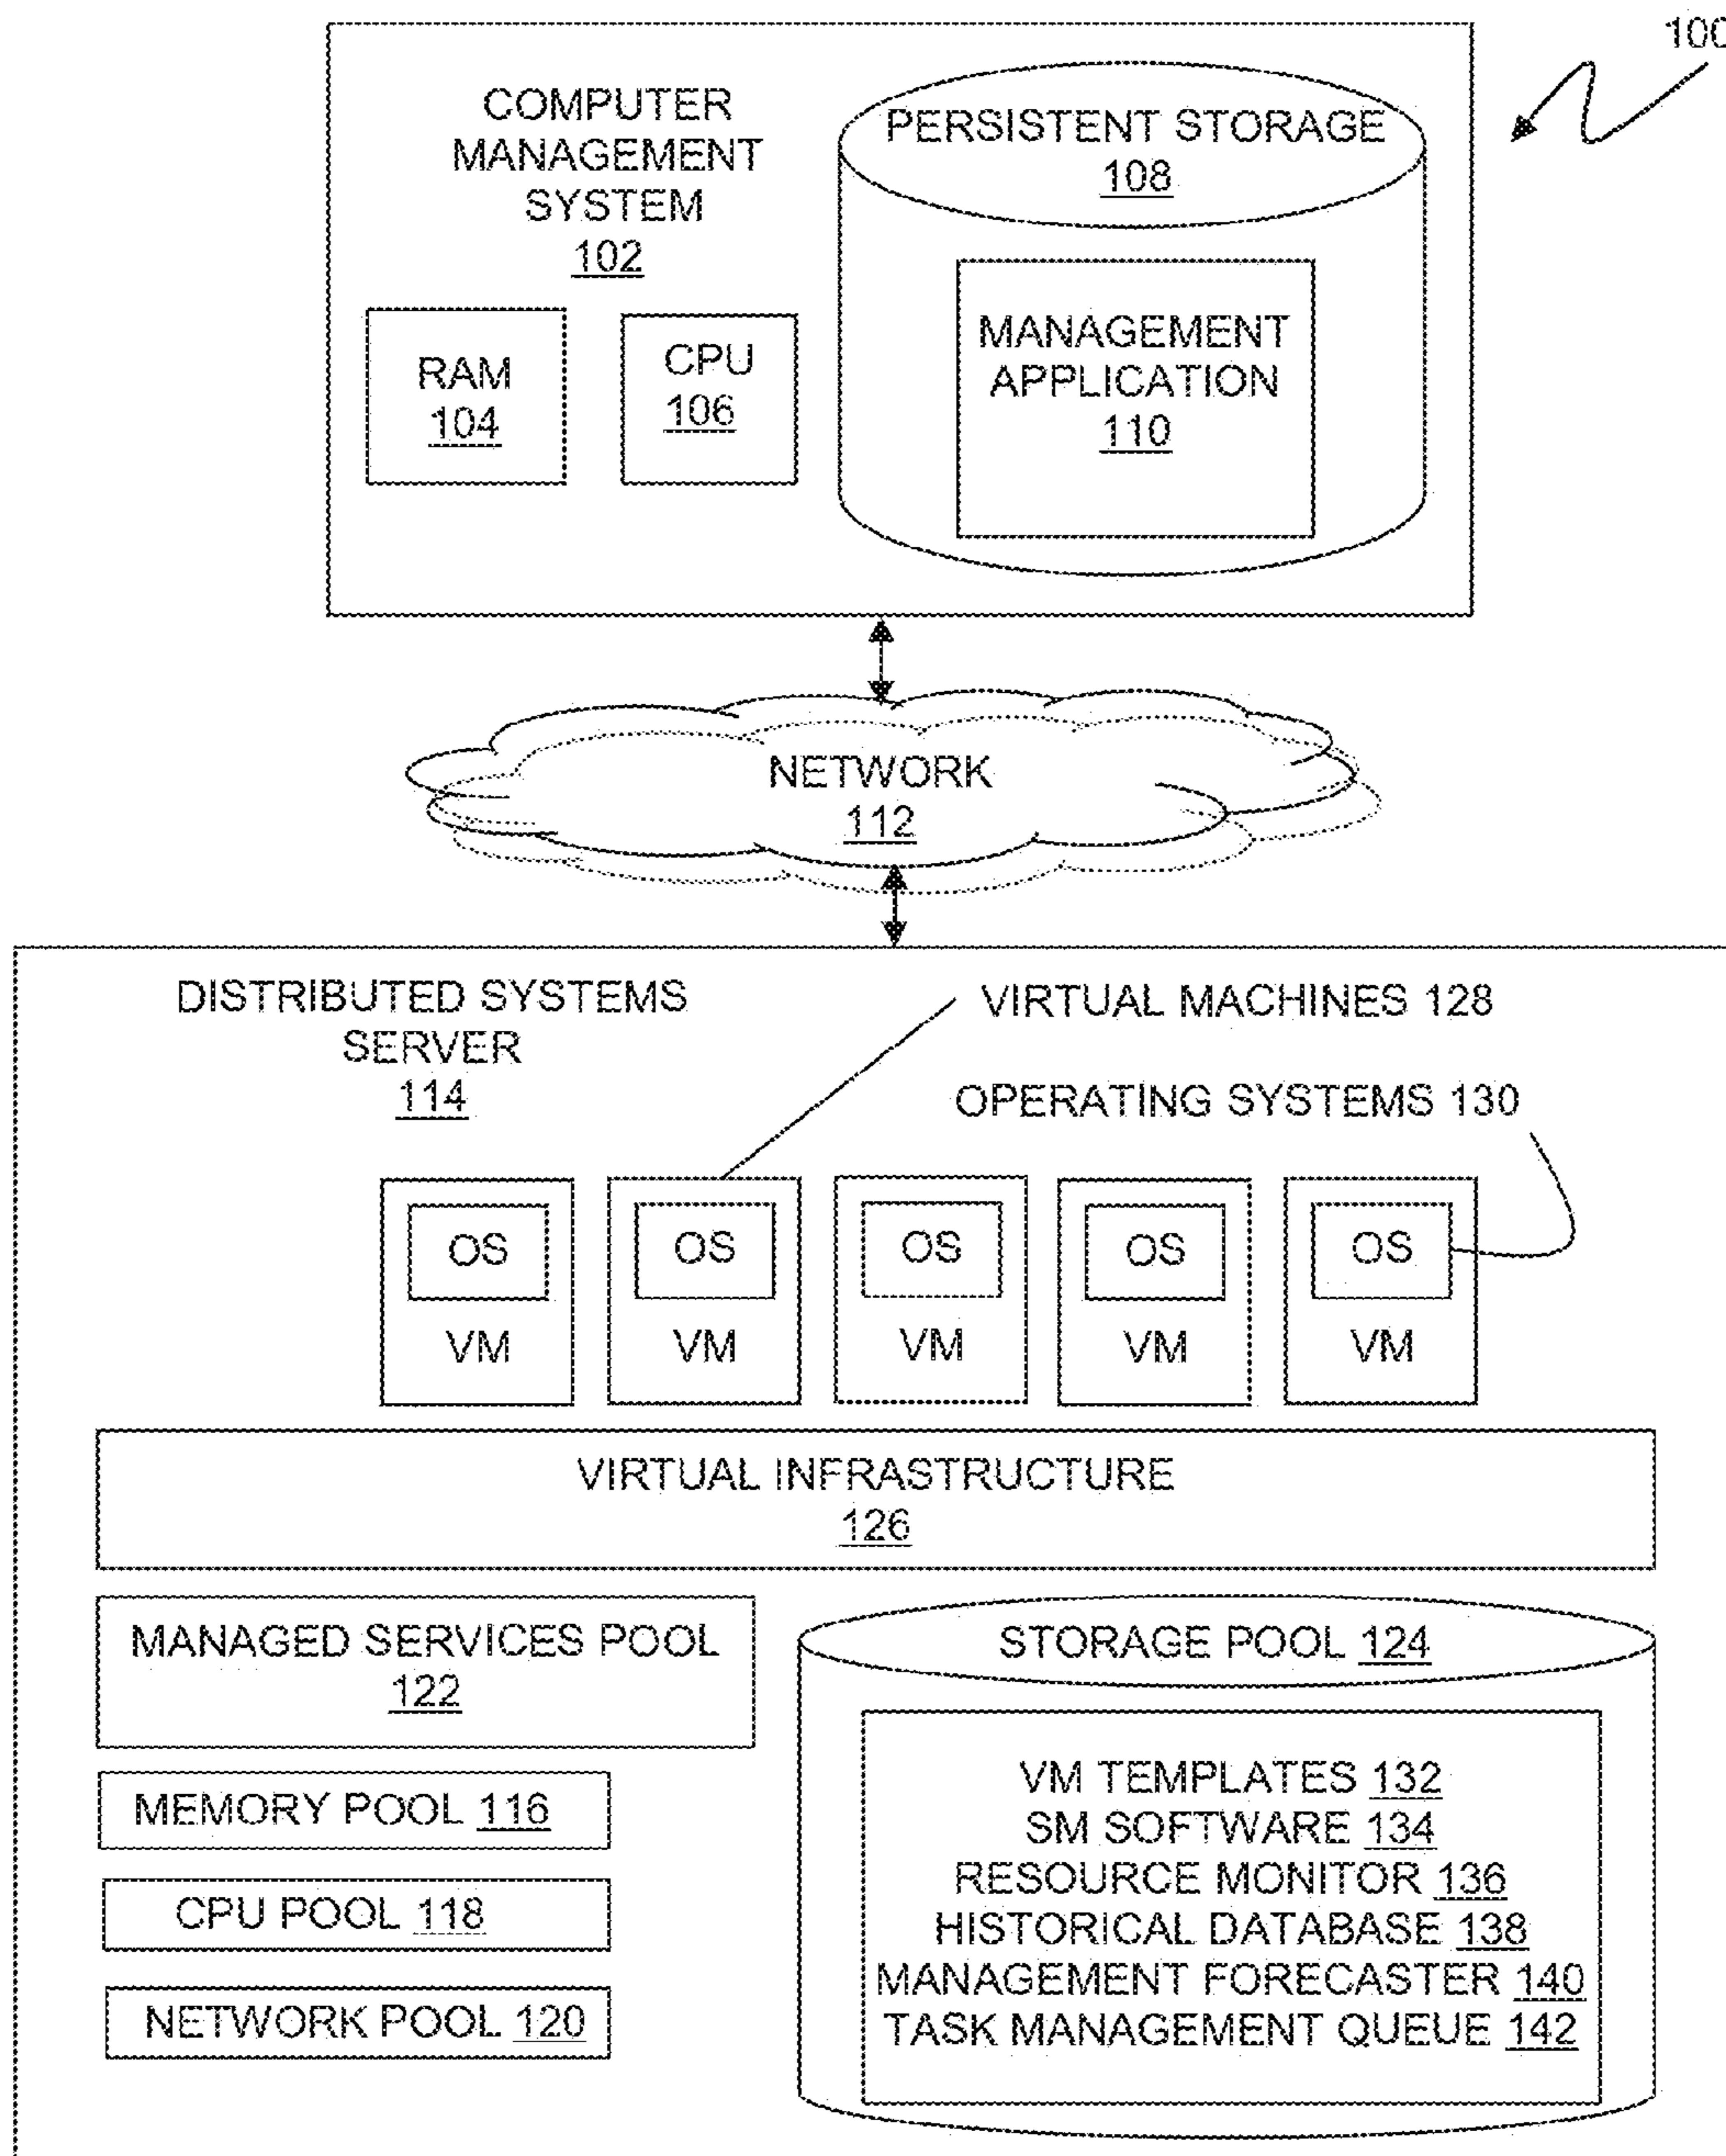 100
COMPUTER
MANAGEMENT
SYSTEM
102
PERSISTENT STORAGE
108
RAM
104
CPU
106
MANAGEMENT
APPLICATION
110
NETWORK
112
DISTRIBUTED SYSTEMS
SERVER
114
VIRTUAL MACHINES 128
OPERATING SYSTEMS 130
OS
VM
OS
VM
OS
VM
OS
VM
OS
VM
VIRTUAL INFRASTRUCTURE
126
MANAGED SERVICES POOL
122
MEMORY POOL 116
CPU POOL 118
NETWORK POOL 120
STORAGE POOL 124
VM TEMPLATES 132
SM SOFTWARE 134
RESOURCE MONITOR 136
HISTORICAL DATABASE 138
MANAGEMENT FORECASTER 140
TASK MANAGEMENT QUEUE 142